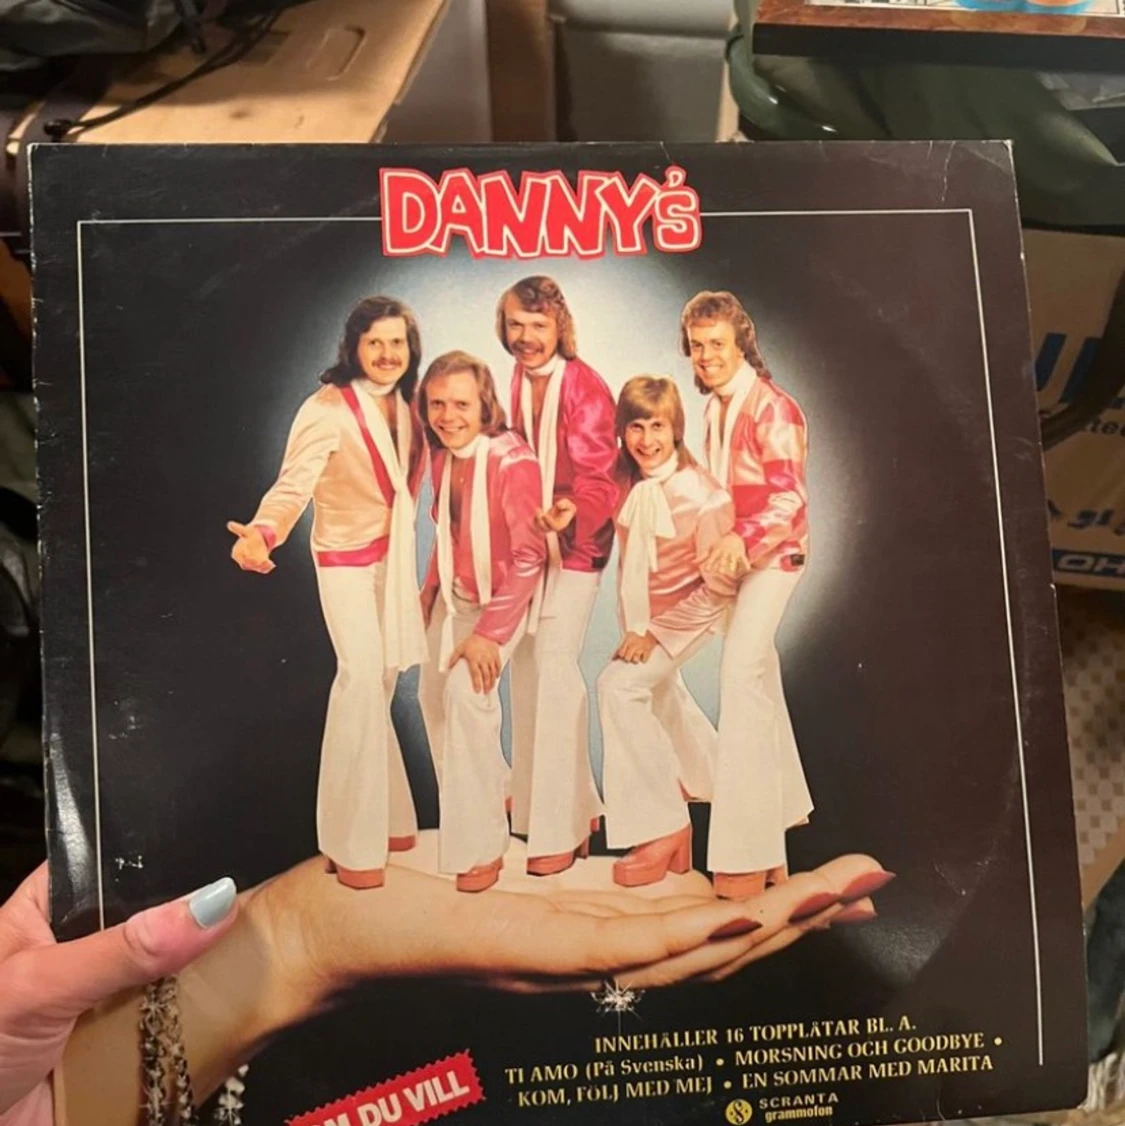 DANNY'S
INNEHÅLLER 16 TOPPLÅTAR BL. A.
TI AMO (På Svenska) • MORSNING OCH GOODBYE •
KOM, FÖLJ MED MEJ • EN SOMMAR MED MARITA
DU VILL
S SCRANTA
grammofon